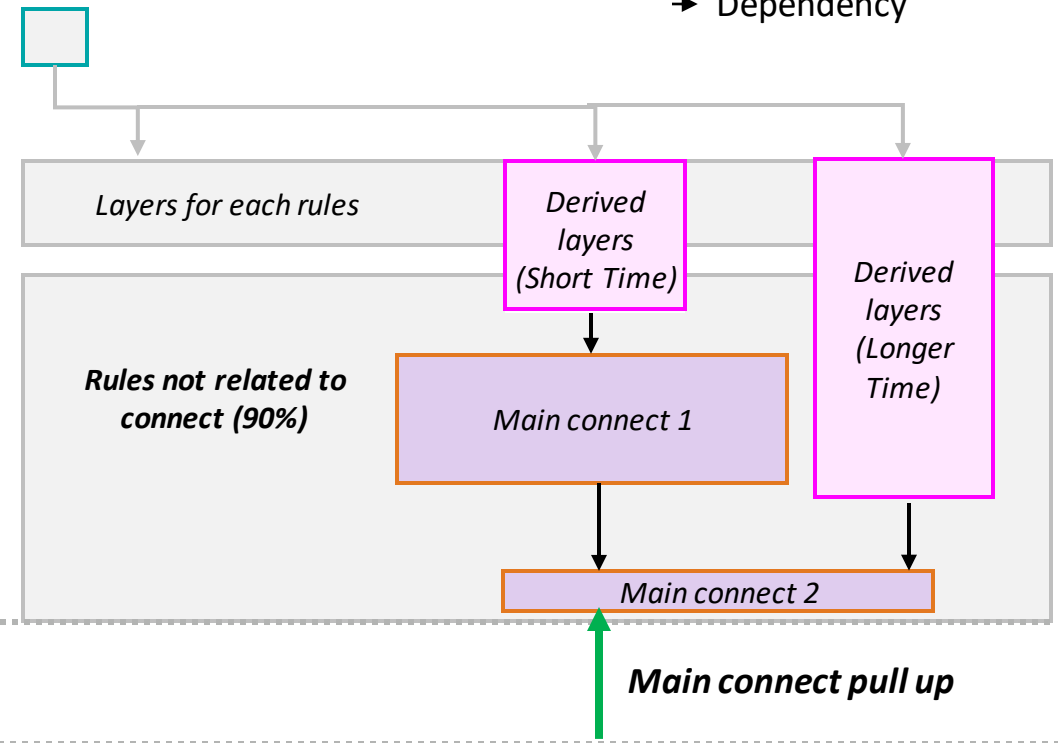 Dependency
Layers for each rules
Derived
layers
(Short Time)
Derived
layers
(Longer
Time)
Rules not related to
connect (90%)
Main connect 1
Main connect 2
Main connect pull up